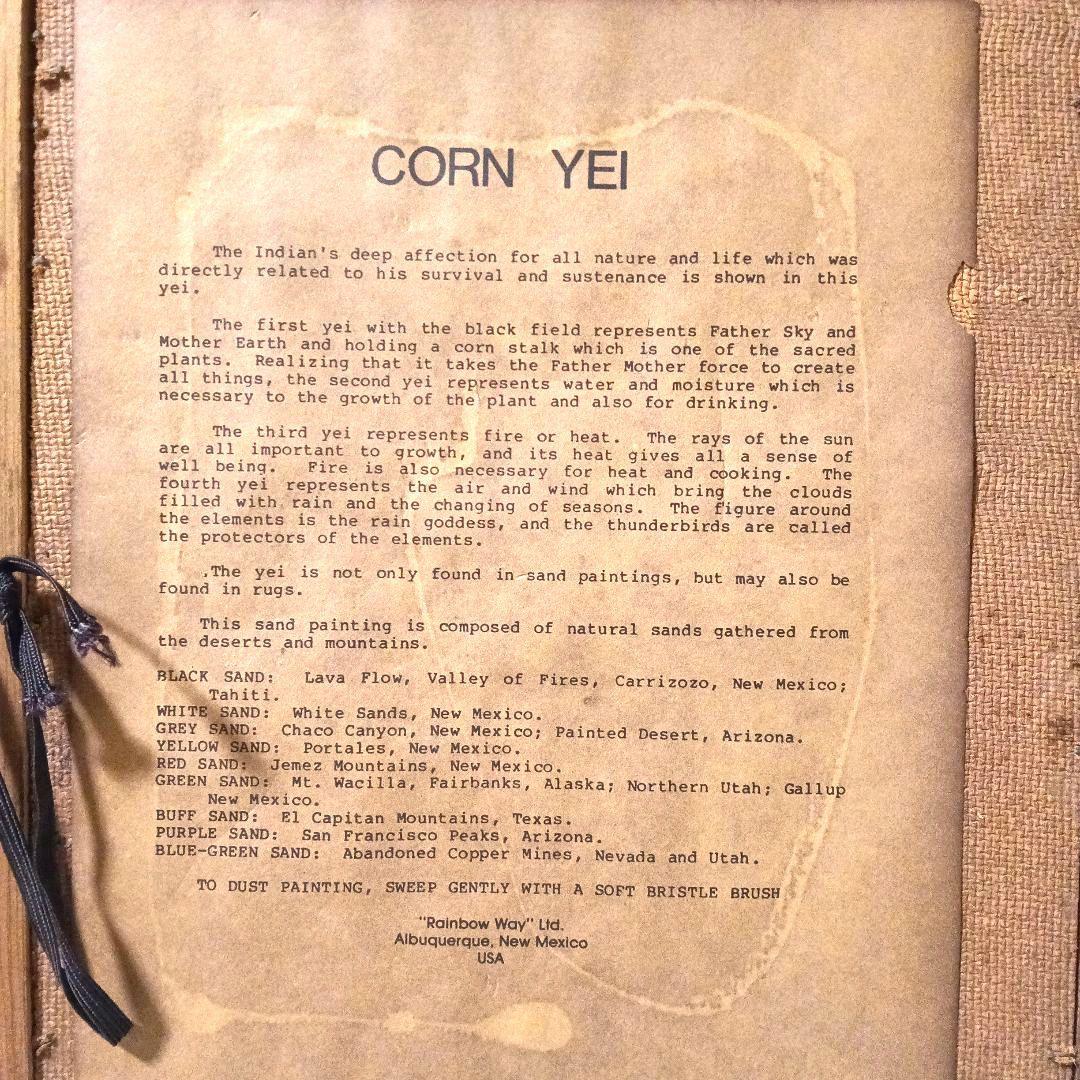 CORN YEI
The Indian's deep affection for all nature and life which was
directly related to his survival and sustenance is shown in this
yei.
The first yei with the black field represents Father Sky and
Mother Earth and holding a corn stalk which is one of the sacred
plants. Realizing that it takes the Father Mother force to create
all things, the second yei represents water and moisture which is
necessary to the growth of the plant and also for drinking.
The third yei represents fire or heat. The rays of the sun
are all important to growth, and its heat gives all a sense of
well being. Fire is also necessary for heat and cooking. The
fourth yei represents the air and wind which bring the clouds
filled with rain and the changing of seasons. The figure around
the elements is the rain goddess, and the thunderbirds are called
the protectors of the elements.
.The yei is not only found in sand paintings, but may also be
found in rugs.
This sand painting is composed of natural sands gathered from
the deserts and mountains.
BLACK SAND: Lava Flow, Valley of Fires, Carrizozo, New Mexico;
Tahiti.
WHITE SAND: White Sands, New Mexico.
GREY SAND: Chaco Canyon, New Mexico; Painted Desert, Arizona.
YELLOW SAND: Portales, New Mexico.
RED SAND: Jemez Mountains, New Mexico.
GREEN SAND: Mt. Wacilla, Fairbanks, Alaska; Northern Utah; Gallup
New Mexico.
BUFF SAND: El Capitan Mountains, Texas.
PURPLE SAND: San Francisco Peaks, Arizona.
BLUE-GREEN SAND: Abandoned Copper Mines, Nevada and Utah.
TO DUST PAINTING, SWEEP GENTLY WITH A SOFT BRISTLE BRUSH
"Rainbow Way" Ltd.
Albuquerque, New Mexico
USA